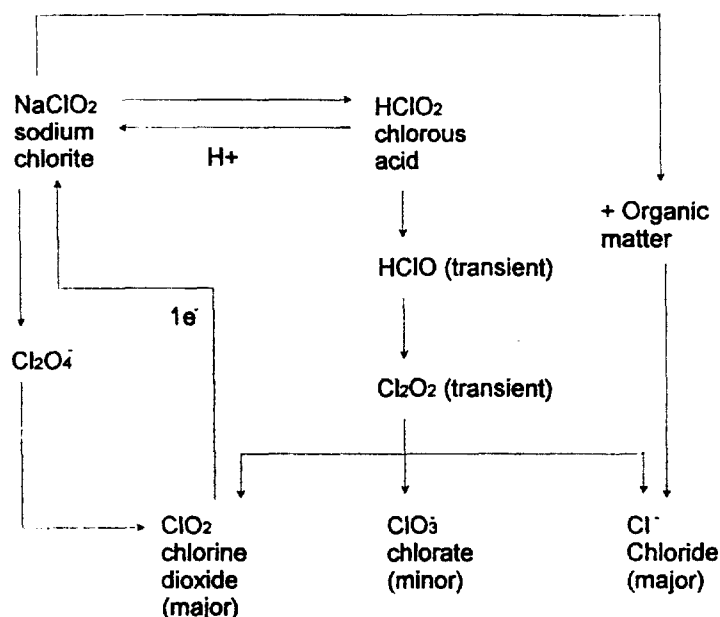 NaClO₂
sodium
chlorite
HClO₂
chlorous
acid
H+
+ Organic
matter
HClO (transient)
1e⁻
Cl₂O₄⁻
Cl₂O₂ (transient)
ClO₂
chlorine
dioxide
(major)
ClO₃⁻
chlorate
(minor)
Cl⁻
Chloride
(major)